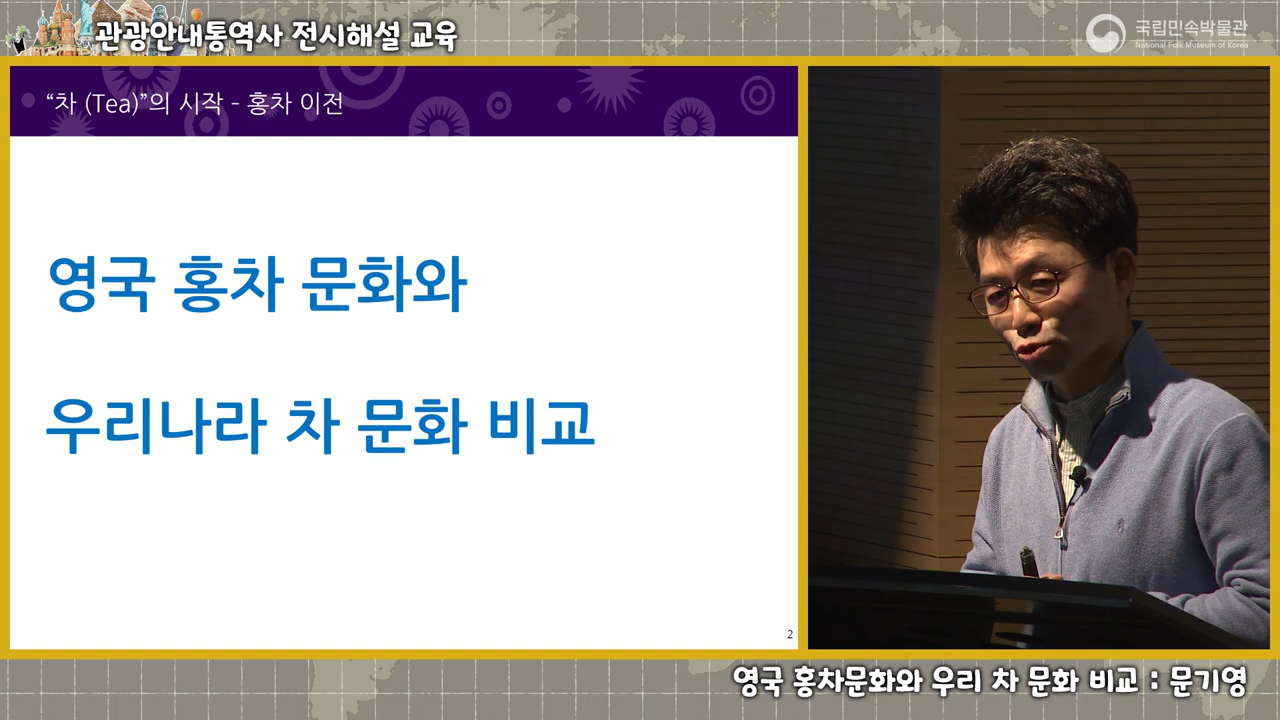 관광안내통역사 전시해설 교육
국립민속박물관
National Folk Museum of Korea
“차 (Tea)”의 시작 - 홍차 이전
영국 홍차 문화와
우리나라 차 문화 비교
2
영국 홍차문화와 우리 차 문화 비교 : 문기영